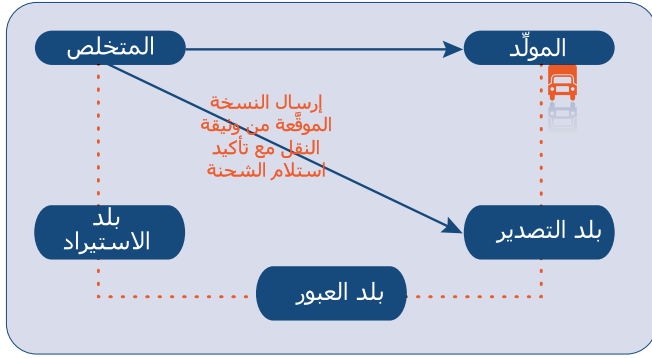 المولِّد
المتخلص
إرسال النسخة
الموقَّعة من وثيقة
النقل مع تأكيد
استلام الشحنة
بلد التصدير
بلد
الاستيراد
بلد العبور